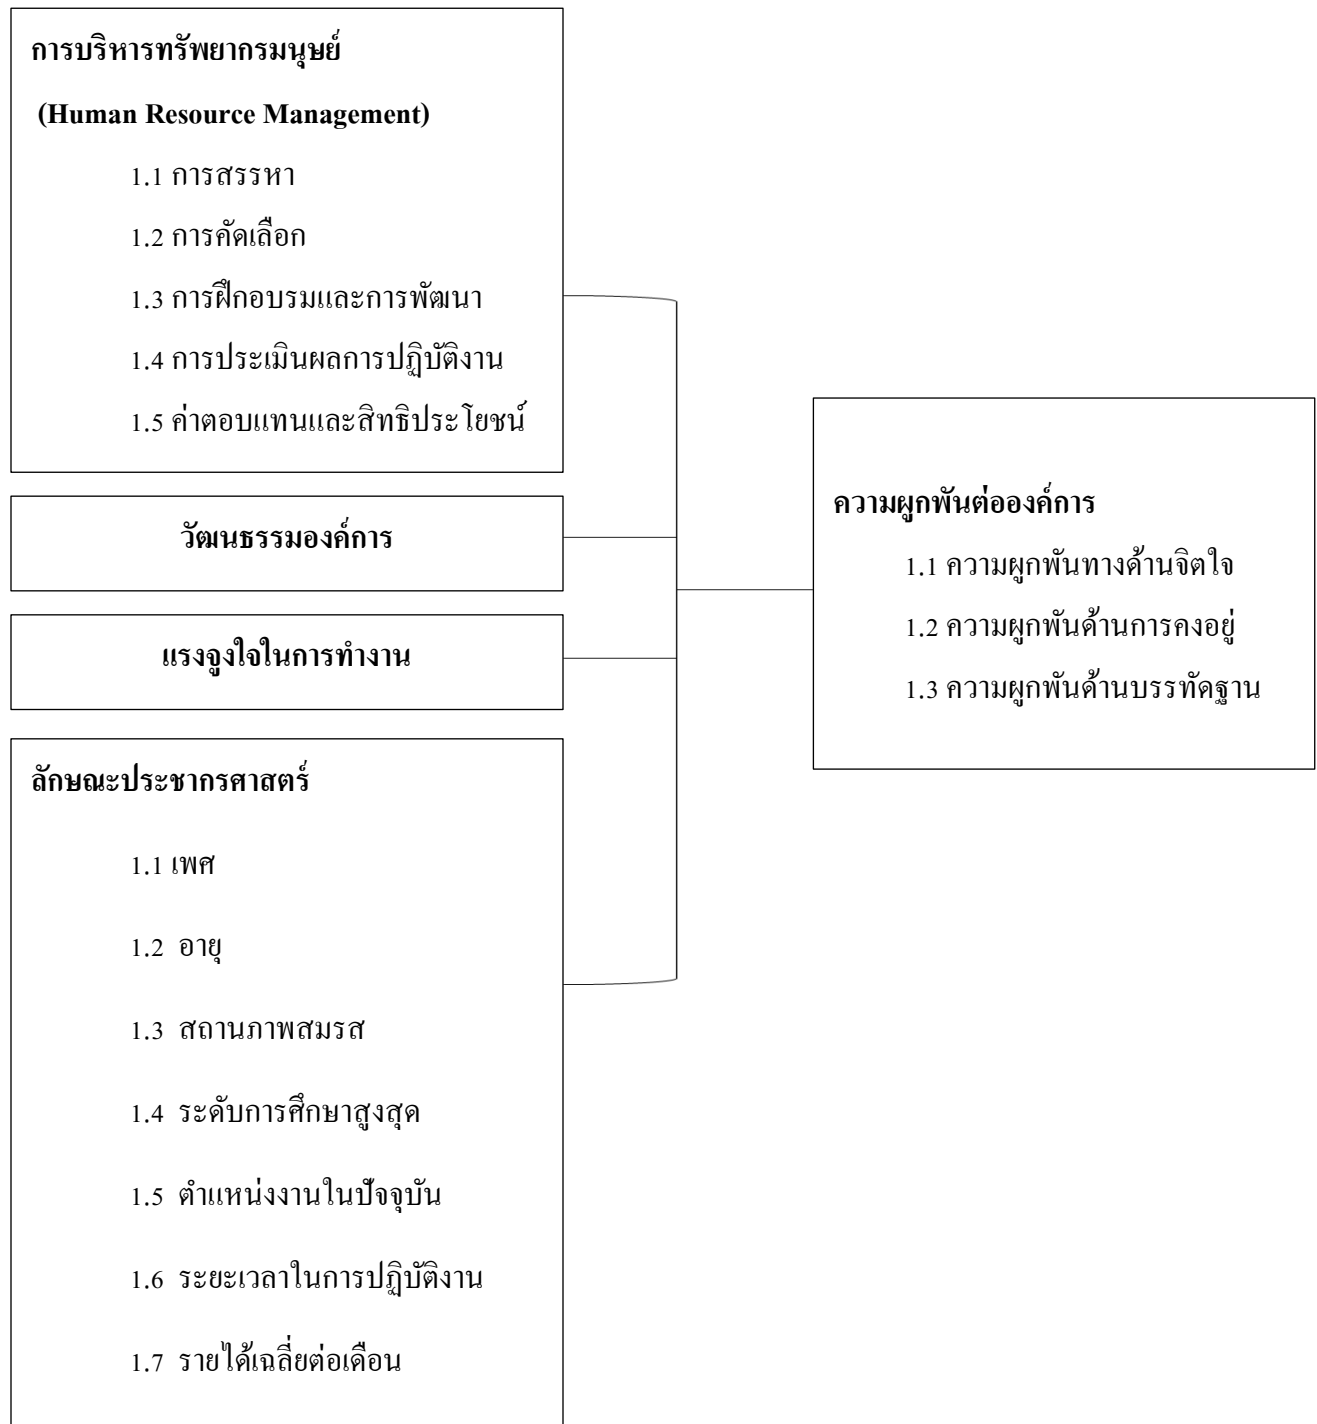 การบริหารทรัพยากรมนุษย์
(Human Resource Management)
1.1 การสรรหา
1.2 การคัดเลือก
1.3 การฝึกอบรมและการพัฒนา
1.4 การประเมินผลการปฏิบัติงาน
1.5 ค่าตอบแทนและสิทธิประโยชน์
วัฒนธรรมองค์การ
แรงจูงใจในการทำงาน
ลักษณะประชากรศาสตร์
1.1 เพศ
1.2 อายุ
1.3 สถานภาพสมรส
1.4 ระดับการศึกษาสูงสุด
1.5 ตำแหน่งงานในปัจจุบัน
1.6 ระยะเวลาในการปฏิบัติงาน
1.7 รายได้เฉลี่ยต่อเดือน
ความผูกพันต่อองค์การ
1.1 ความผูกพันทางด้านจิตใจ
1.2 ความผูกพันด้านการคงอยู่
1.3 ความผูกพันด้านบรรทัดฐาน